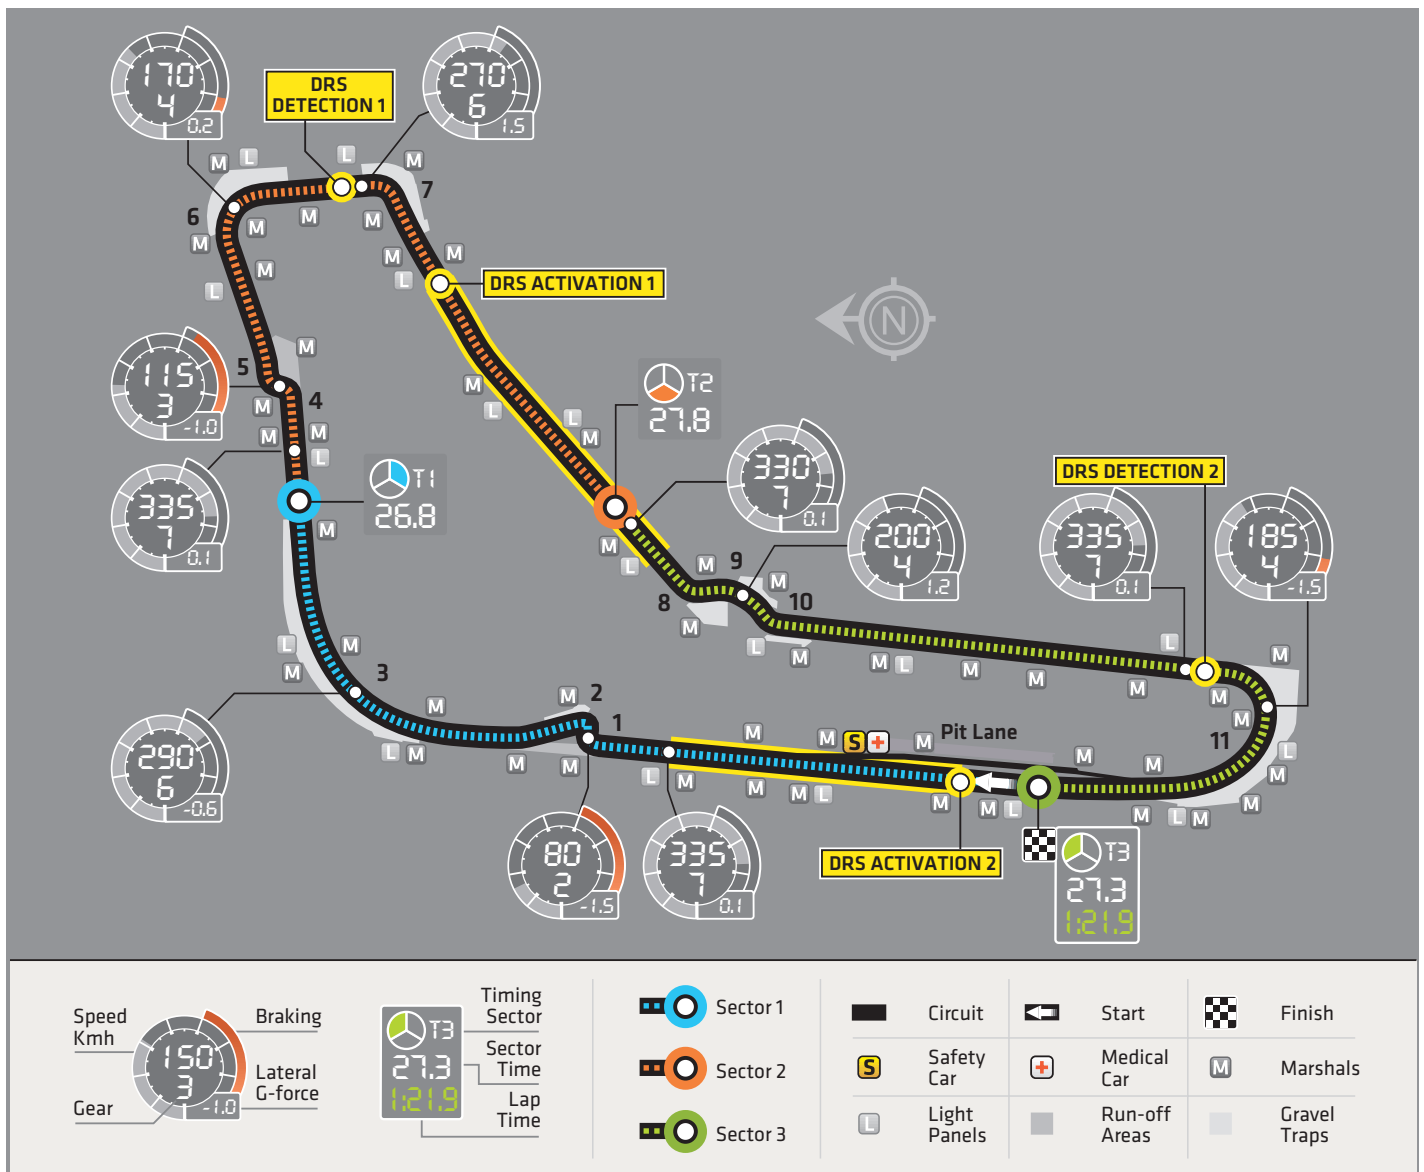 170
4
0.2
DRS
DETECTION 1
270
6
1.5
L
M
L
L
M
7
6
M
M
M
M
M
M
M
M
L
L
DRS ACTIVATION 1
N
115
3
-1.0
5
M
4
M
M
M
L
M
L
L
M
T2
27.8
335
7
0.1
T1
26.8
M
330
7
0.1
M
L
200
4
1.2
DRS DETECTION 2
335
7
0.1
185
4
-1.5
M
9
M
8
10
M
L
M
M
L
M
M
M
L
M
M
M
11
L
M
M
L
M
M
3
290
6
-0.6
M
L
M
M
2
1
M
M
L
M
M
M
S
M
Pit Lane
M
M
M
M
L
M
M
L
M
L
M
80
2
-1.5
335
7
0.1
DRS ACTIVATION 2
T3
27.3
1:21.9
Speed
Kmh
Gear
150
3
-1.0
Braking
Lateral
G-force
T3
27.3
1:21.9
Timing
Sector
Sector
Time
Lap
Time
Sector 1
Sector 2
Sector 3
Circuit
Start
Finish
S
Safety
Car
Medical
Car
M
Marshals
L
Light
Panels
Run-off
Areas
Gravel
Traps